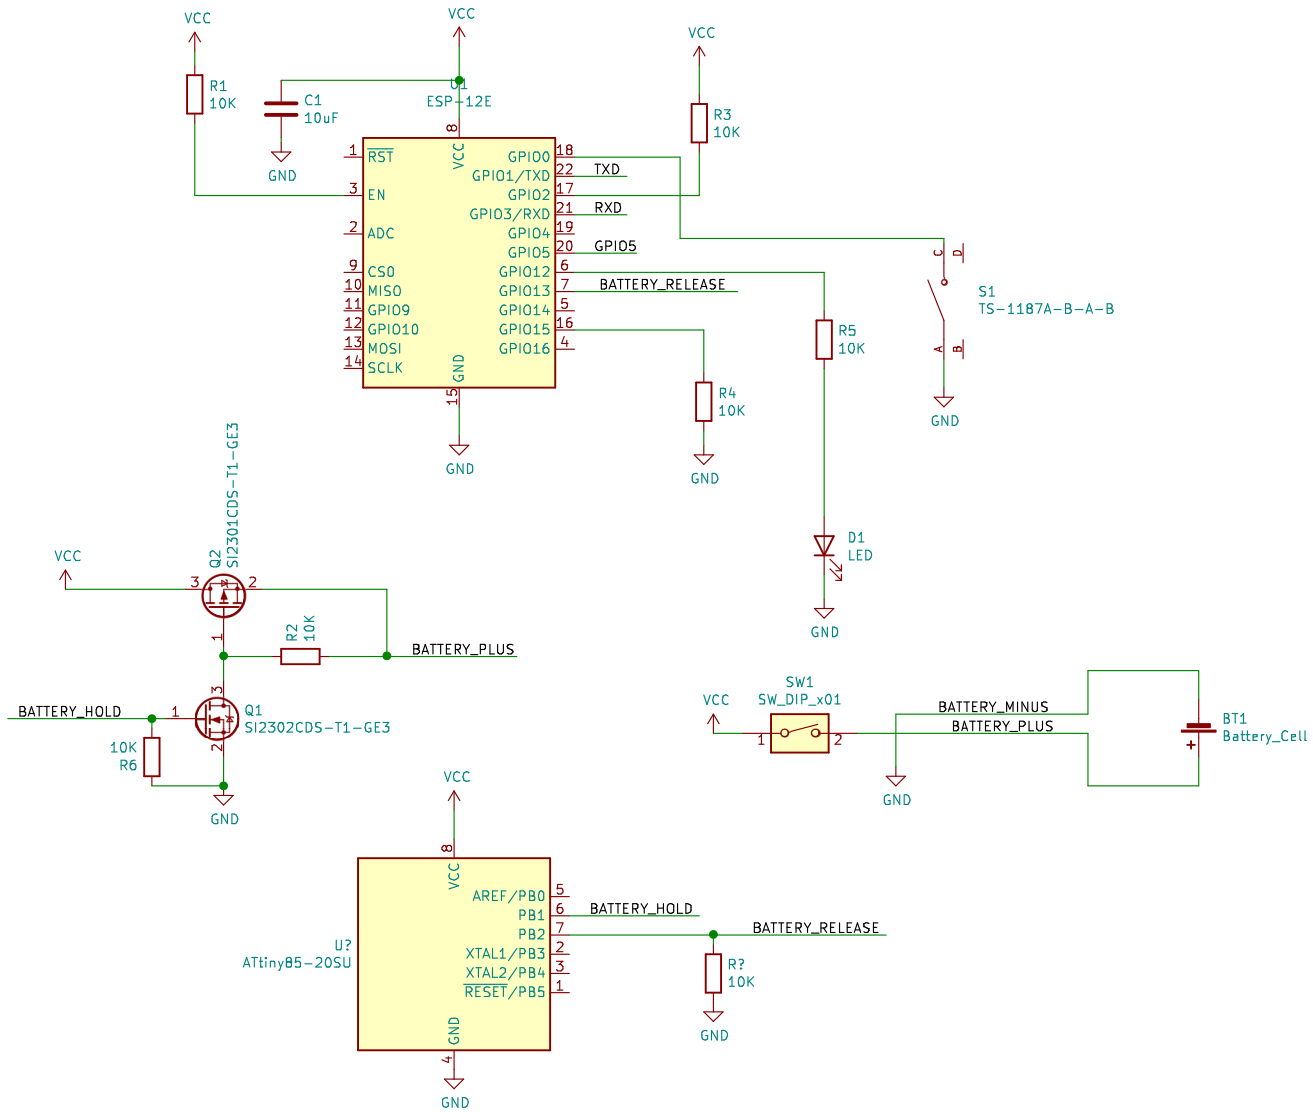 VCC
R1
10K
C1
10uF
GND
VCC
U1
ESP-12E
8
VCC
1
RST
3
EN
2
ADC
9
CS0
10
MISO
11
GPIO9
12
GPIO10
13
MOSI
14
SCLK
GPIO0
18
GPIO1/TXD
22
TXD
GPIO2
17
GPIO3/RXD
21
RXD
GPIO4
19
GPIO5
20
GPIO5
GPIO12
6
GPIO13
7
BATTERY_RELEASE
GPIO14
5
GPIO15
16
GPIO16
4
GND
15
GND
VCC
R3
10K
R4
10K
GND
R5
10K
D1
LED
GND
C
D
S1
TS-1187A-B-A-B
A
B
GND
VCC
Q2
SI2301CDS-T1-GE3
3
2
1
R2
10K
BATTERY_PLUS
BATTERY_HOLD
1
3
Q1
SI2302CDS-T1-GE3
2
10K
R6
GND
VCC
SW1
SW_DIP_x01
1
2
BATTERY_MINUS
BATTERY_PLUS
GND
BT1
Battery_Cell
+
VCC
8
VCC
U?
ATtiny85-20SU
AREF/PB0
5
PB1
6
BATTERY_HOLD
PB2
7
BATTERY_RELEASE
XTAL1/PB3
2
XTAL2/PB4
3
RESET/PB5
1
GND
4
GND
R?
10K
GND